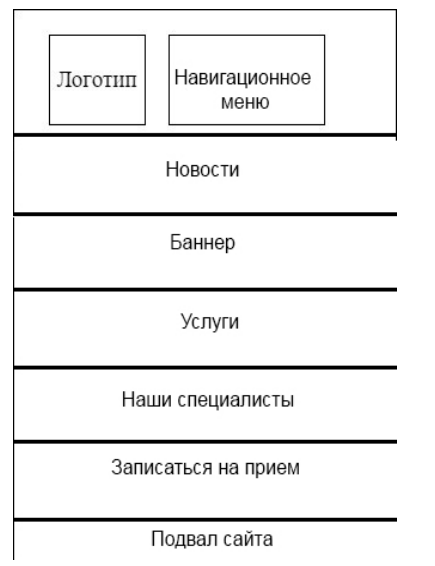 Логотип
Навигационное
меню
Новости
Баннер
Услуги
Наши специалисты
Записаться на прием
Подвал сайта